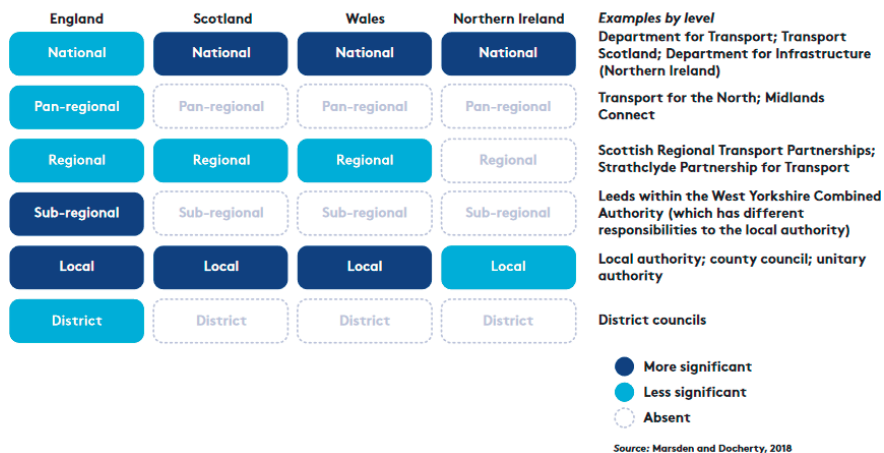 England Scotland Wales Northern Ireland Examples by level
National National National National Department for Transport; Transport
Scotland; Department for Infrastructure
(Northern Ireland)
Pan-regional Pan-regional Pan-regional Pan-regional Transport for the North; Midlands
Connect
Regional Regional Regional Regional Scottish Regional Transport Partnerships;
Strathclyde Partnership for Transport
Sub-regional Sub-regional Sub-regional Sub-regional Leeds within the West Yorkshire Combined
Authority (which has different
responsibilities to the local authority)
Local Local Local Local Local authority; county council; unitary
authority
District District District District District councils
More significant
Less significant
Absent
Source: Marsden and Docherty, 2018